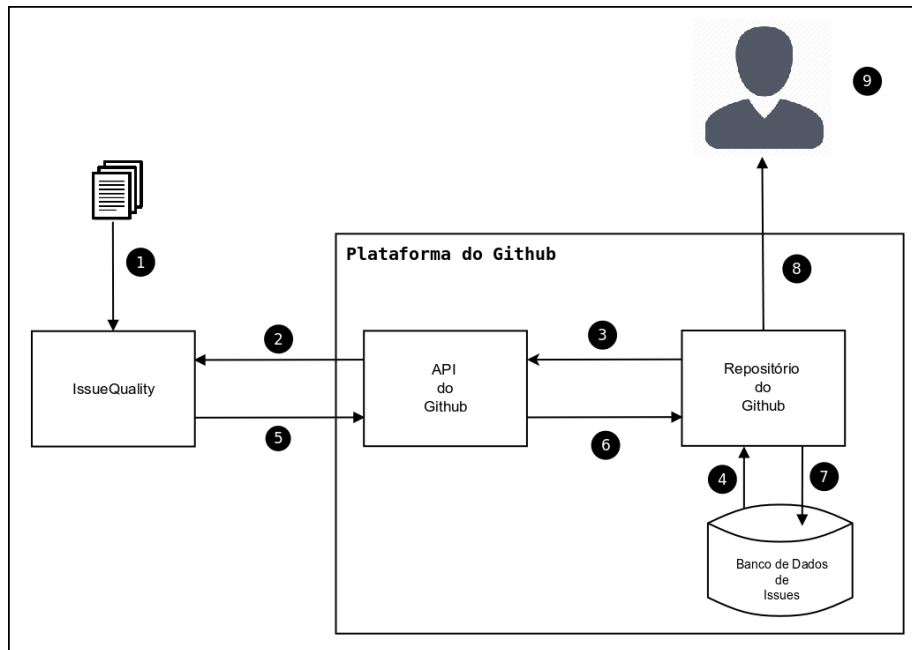 9
1
Plataforma do Github
8
2
3
IssueQuality
API
do
Github
Repositório
do
Github
5
6
4
7
Banco de Dados
de
Issues